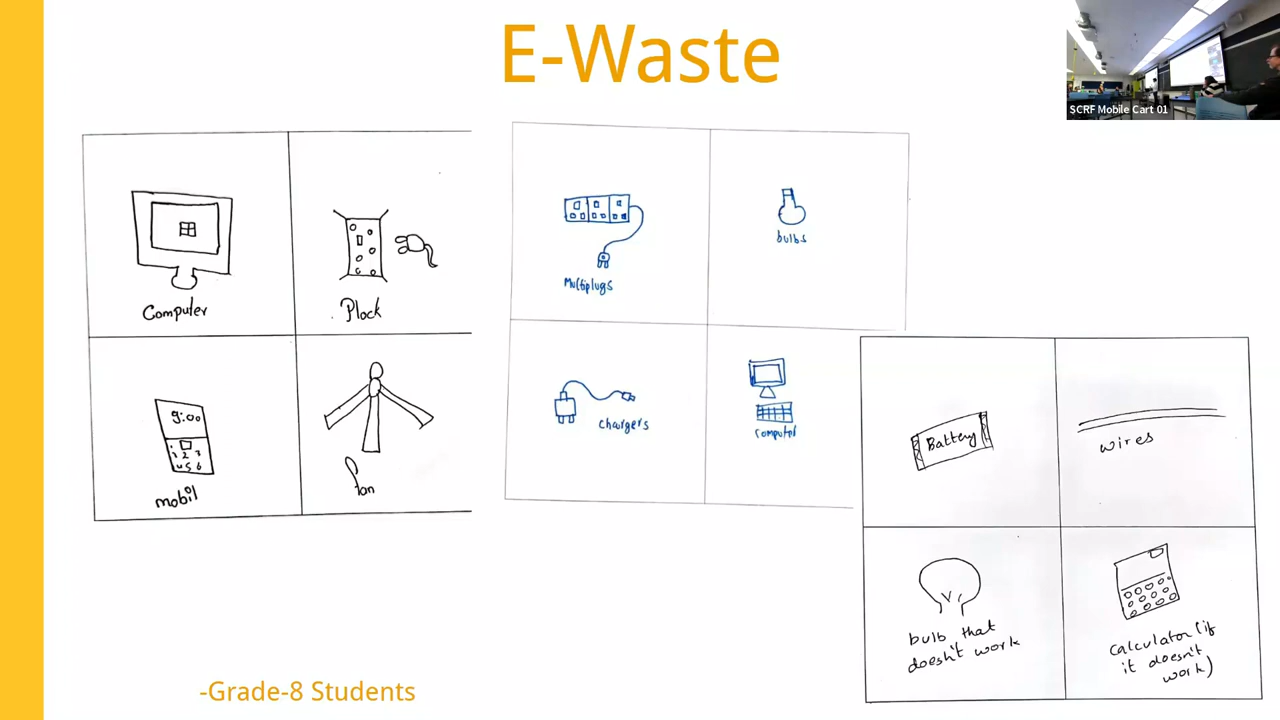 E-Waste
SCRF Mobile Cart 01
Computer
Plock
9:00
1 2 3
4 5 6
mobil
fan
Multiplugs
bulbs
chargers
computer
Battery
wires
bulb that
doesn't work
calculator (if
it doesn't
work)
-Grade-8 Students